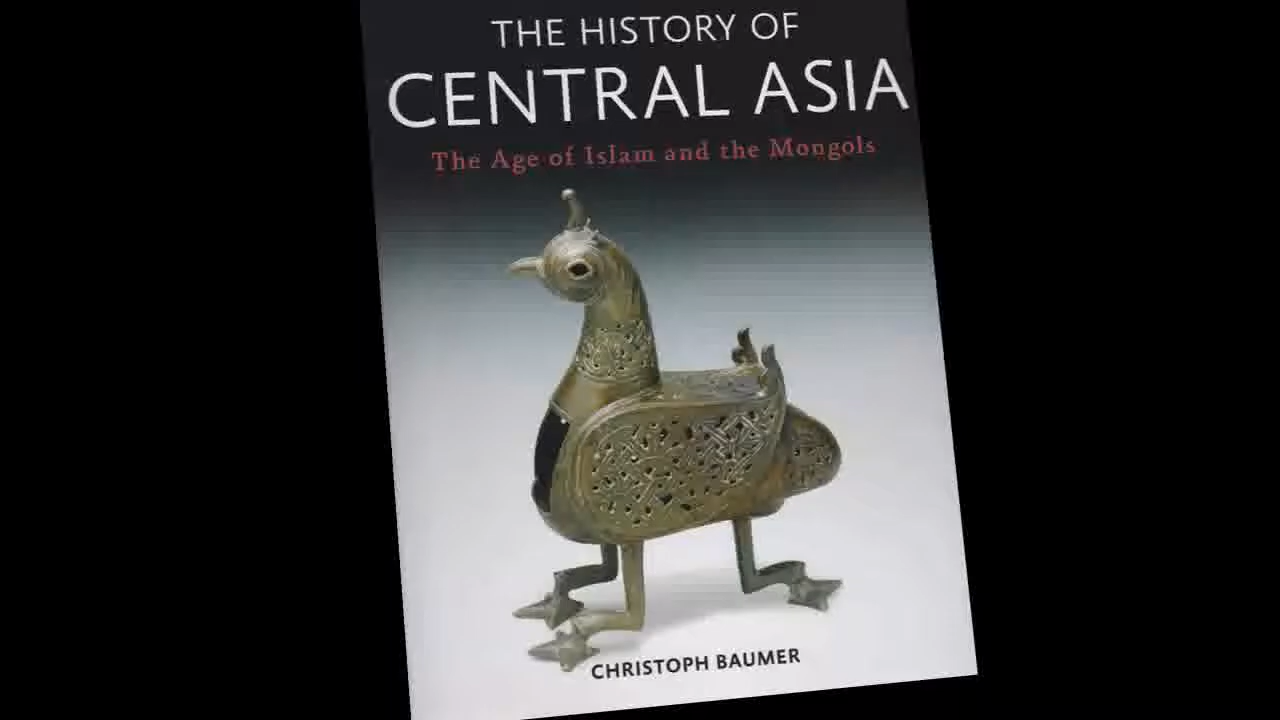 THE HISTORY OF
CENTRAL ASIA
The Age of Islam and the Mongols
CHRISTOPH BAUMER